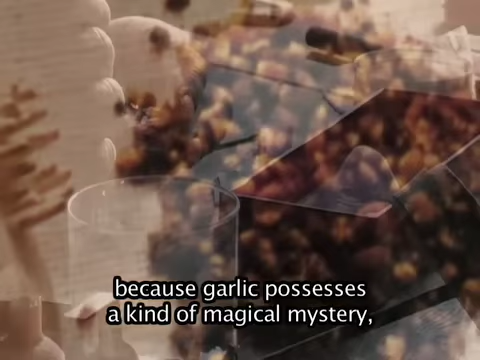 because garlic possesses
a kind of magical mystery,